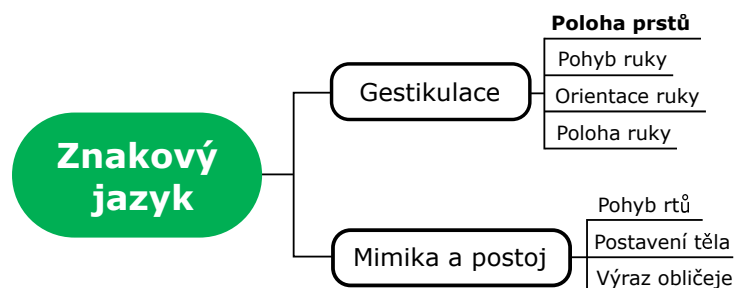 Znakový
jazyk
Gestikulace
Poloha prstů
Pohyb ruky
Orientace ruky
Poloha ruky
Mimika a postoj
Pohyb rtů
Postavení těla
Výraz obličeje